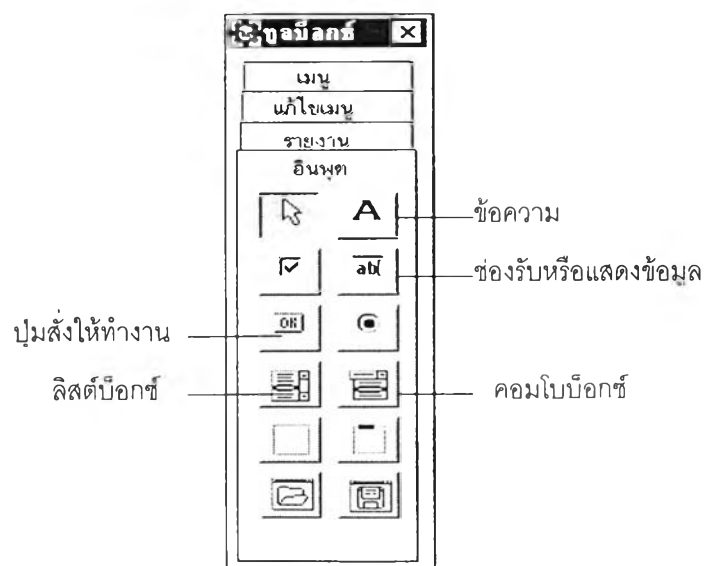 ทูลบ็อกซ์
เมนู
แก้ไขเมนู
รายงาน
อินพุต
A
ข้อความ
ab
ช่องรับหรือแสดงข้อมูล
OK
ปุ่มสั่งให้ทำงาน
ลิสต์บ็อกซ์
คอมโบบ็อกซ์